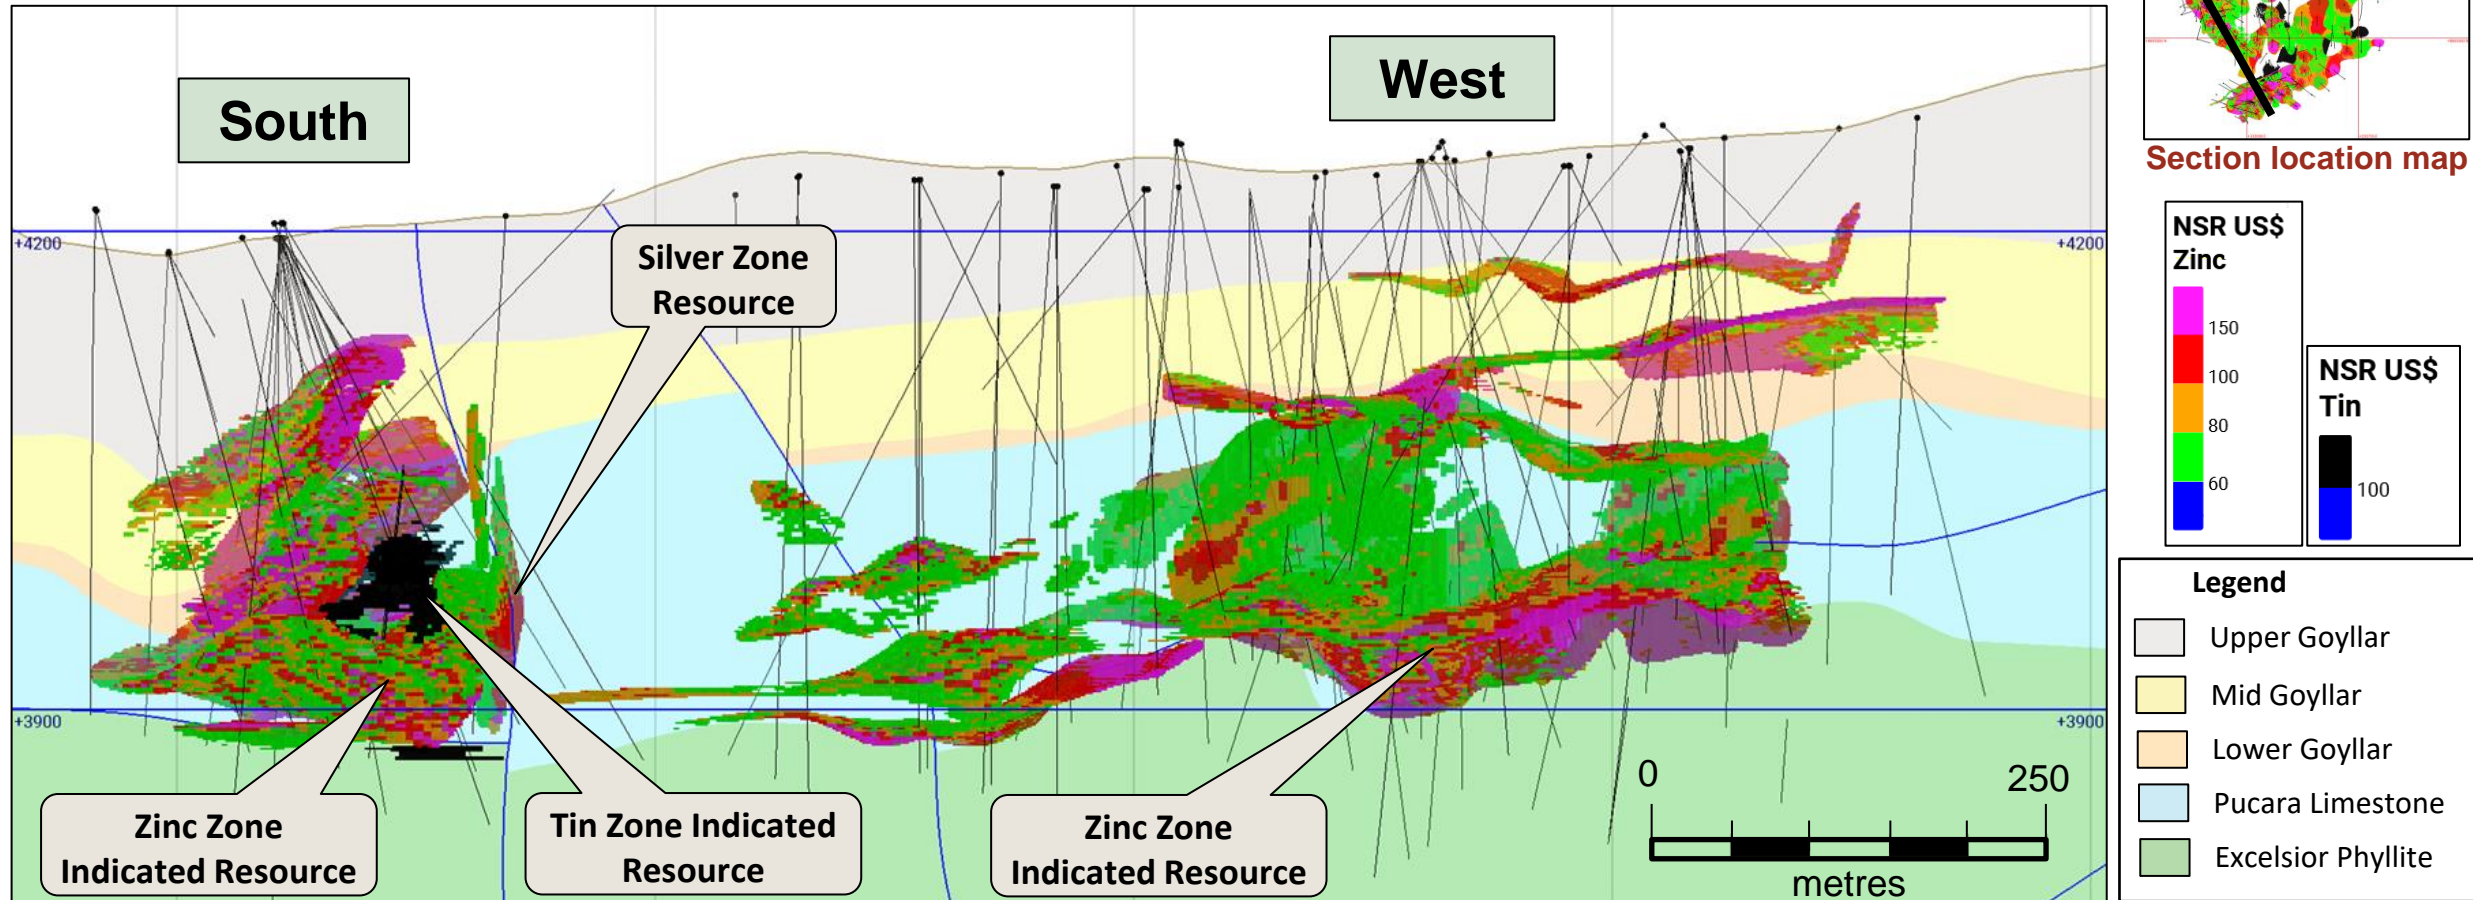 South
West
Silver Zone
Resource
+4200
+4200
+3900
+3900
Zinc Zone
Indicated Resource
Tin Zone Indicated
Resource
Zinc Zone
Indicated Resource
0
250
metres
Section location map
NSR US$
Zinc
150
100
80
60
NSR US$
Tin
100
Legend
Upper Goyllar
Mid Goyllar
Lower Goyllar
Pucara Limestone
Excelsior Phyllite